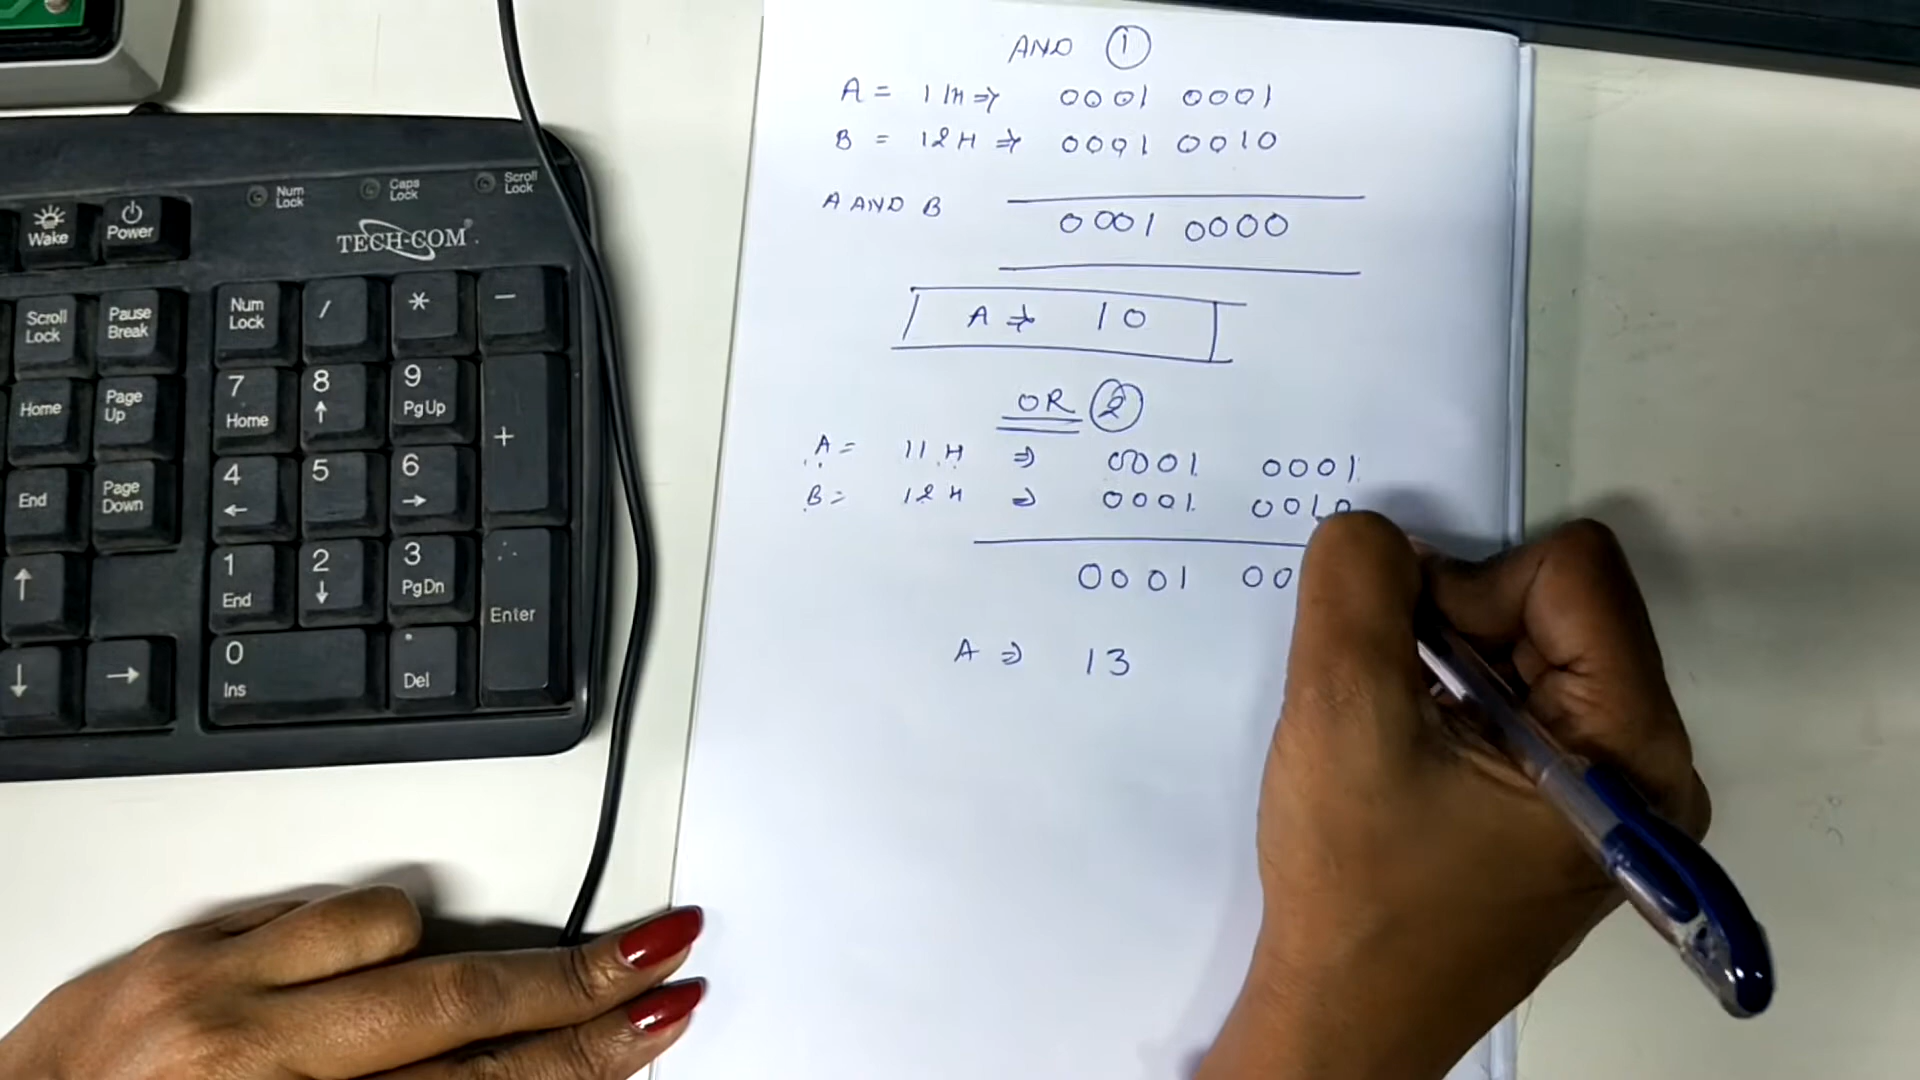 Num Lock
Caps Lock
Scroll Lock
TECH-COM
Wake
Power
Scroll Lock
Pause Break
Num Lock
/
*
-
Home
Page Up
7 Home
8 ↑
9 PgUp
+
End
Page Down
4 ←
5
6 →
↑
1 End
2 ↓
3 PgDn
Enter
↓
→
0 Ins
. Del
AND 1
A = 11H ⇒ 0001 0001
B = 12H ⇒ 0001 0010
A AND B
0001 0000
A ⇒ 10
OR 2
A = 11H ⇒ 0001 0001
B = 12H ⇒ 0001 0010
0001 00
A ⇒ 13